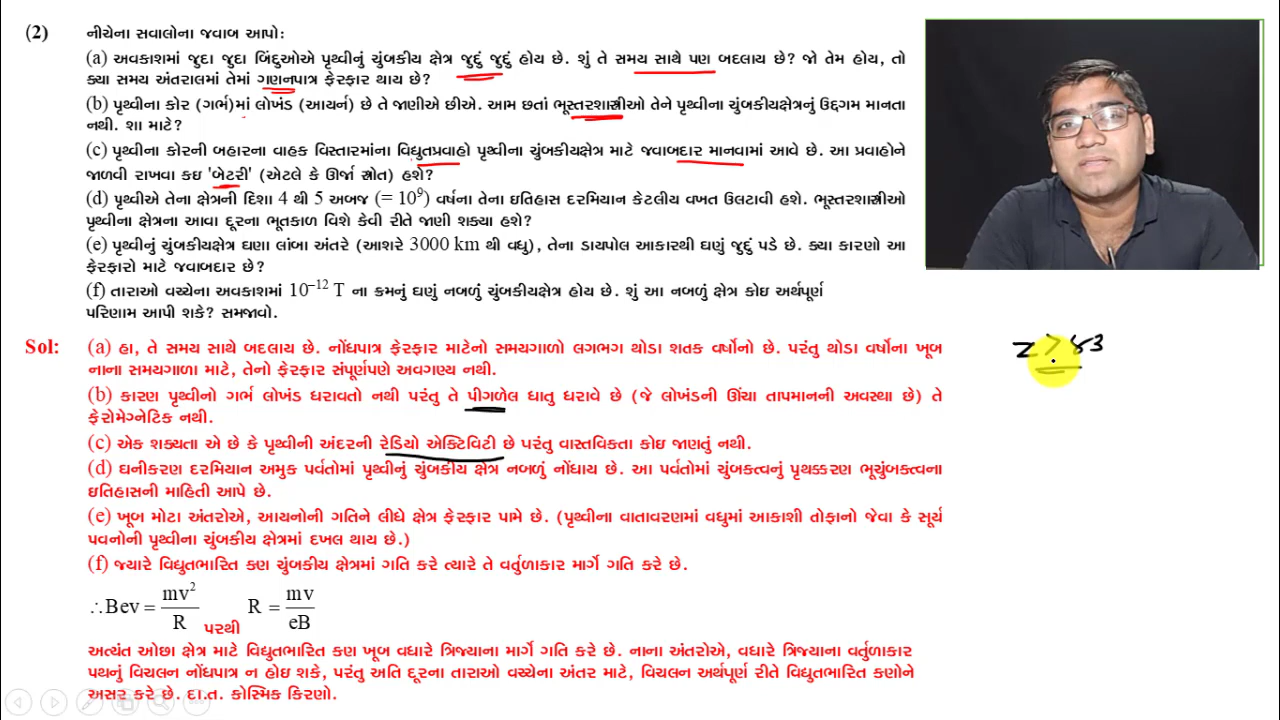 (2) નીચેના સવાલોના જવાબ આપો:
(a) અવકાશમાં જુદા જુદા બિંદુઓએ પૃથ્વીનું ચુંબકીય ક્ષેત્ર જુદું જુદું હોય છે. શું તે સમય સાથે પણ બદલાય છે? જો તેમ હોય, તો
ક્યા સમય અંતરાલમાં તેમાં ગણનપાત્ર ફેરફાર થાય છે?
(b) પૃથ્વીના કોર (ગર્ભ)માં લોખંડ (આયર્ન) છે તે જાણીએ છીએ. આમ છતાં ભૂસ્તરશાસ્ત્રીઓ તેને પૃથ્વીના ચુંબકીયક્ષેત્રનું ઉદ્દગમ માનતા
નથી. શા માટે?
(c) પૃથ્વીના કોરની બહારના વાહક વિસ્તારમાંના વિદ્યુતપ્રવાહો પૃથ્વીના ચુંબકીયક્ષેત્ર માટે જવાબદાર માનવામાં આવે છે. આ પ્રવાહોને
જાળવી રાખવા કઇ 'બેટરી' (એટલે કે ઊર્જા સ્રોત) હશે?
(d) પૃથ્વીએ તેના ક્ષેત્રની દિશા 4 થી 5 અબજ (= 10⁹) વર્ષના તેના ઇતિહાસ દરમિયાન કેટલીય વખત ઉલટાવી હશે. ભૂસ્તરશાસ્ત્રીઓ
પૃથ્વીના ક્ષેત્રના આવા દૂરના ભૂતકાળ વિશે કેવી રીતે જાણી શક્યા હશે?
(e) પૃથ્વીનું ચુંબકીયક્ષેત્ર ઘણા લાંબા અંતરે (આશરે 3000 km થી વધુ), તેના ડાયપોલ આકારથી ઘણું જુદું પડે છે. ક્યા કારણો આ
ફેરફારો માટે જવાબદાર છે?
(f) તારાઓ વચ્ચેના અવકાશમાં 10⁻¹² T ના ક્રમનું ઘણું નબળું ચુંબકીયક્ષેત્ર હોય છે. શું આ નબળું ક્ષેત્ર કોઇ અર્થપૂર્ણ
પરિણામ આપી શકે? સમજાવો.
Sol: (a) હા, તે સમય સાથે બદલાય છે. નોંધપાત્ર ફેરફાર માટેનો સમયગાળો લગભગ થોડા શતક વર્ષોનો છે. પરંતુ થોડા વર્ષોના ખૂબ
નાના સમયગાળા માટે, તેનો ફેરફાર સંપૂર્ણપણે અવગણ્ય નથી.
(b) કારણ પૃથ્વીનો ગર્ભ લોખંડ ધરાવતો નથી પરંતુ તે પીગળેલ ધાતુ ધરાવે છે (જે લોખંડની ઊંચા તાપમાનની અવસ્થા છે) તે
ફેરોમેગ્નેટિક નથી.
(c) એક શક્યતા એ છે કે પૃથ્વીની અંદરની રેડિયો એક્ટિવિટી છે પરંતુ વાસ્તવિકતા કોઇ જાણતું નથી.
(d) ઘનીકરણ દરમિયાન અમુક પર્વતોમાં પૃથ્વીનું ચુંબકીય ક્ષેત્ર નબળું નોંધાય છે. આ પર્વતોમાં ચુંબકત્વનું પૃથક્કરણ ભૂચુંબકત્વના
ઇતિહાસની માહિતી આપે છે.
(e) ખૂબ મોટા અંતરોએ, આયનોની ગતિને લીધે ક્ષેત્ર ફેરફાર પામે છે. (પૃથ્વીના વાતાવરણમાં વધુમાં આકાશી તોફાનો જેવા કે સૂર્ય
પવનોની પૃથ્વીના ચુંબકીય ક્ષેત્રમાં દખલ થાય છે.)
(f) જ્યારે વિદ્યુતભારિત કણ ચુંબકીય ક્ષેત્રમાં ગતિ કરે ત્યારે તે વર્તુળાકાર માર્ગે ગતિ કરે છે.
∴Bev = mv²/R પરથી R = mv/eB
અત્યંત ઓછા ક્ષેત્ર માટે વિદ્યુતભારિત કણ ખૂબ વધારે ત્રિજ્યાના માર્ગે ગતિ કરે છે. નાના અંતરોએ, વધારે ત્રિજ્યાના વર્તુળાકાર
પથનું વિચલન નોંધપાત્ર ન હોઇ શકે, પરંતુ અતિ દૂરના તારાઓ વચ્ચેના અંતર માટે, વિચલન અર્થપૂર્ણ રીતે વિદ્યુતભારિત કણોને
અસર કરે છે. દા.ત. કોસ્મિક કિરણો.
Z > ૪૩